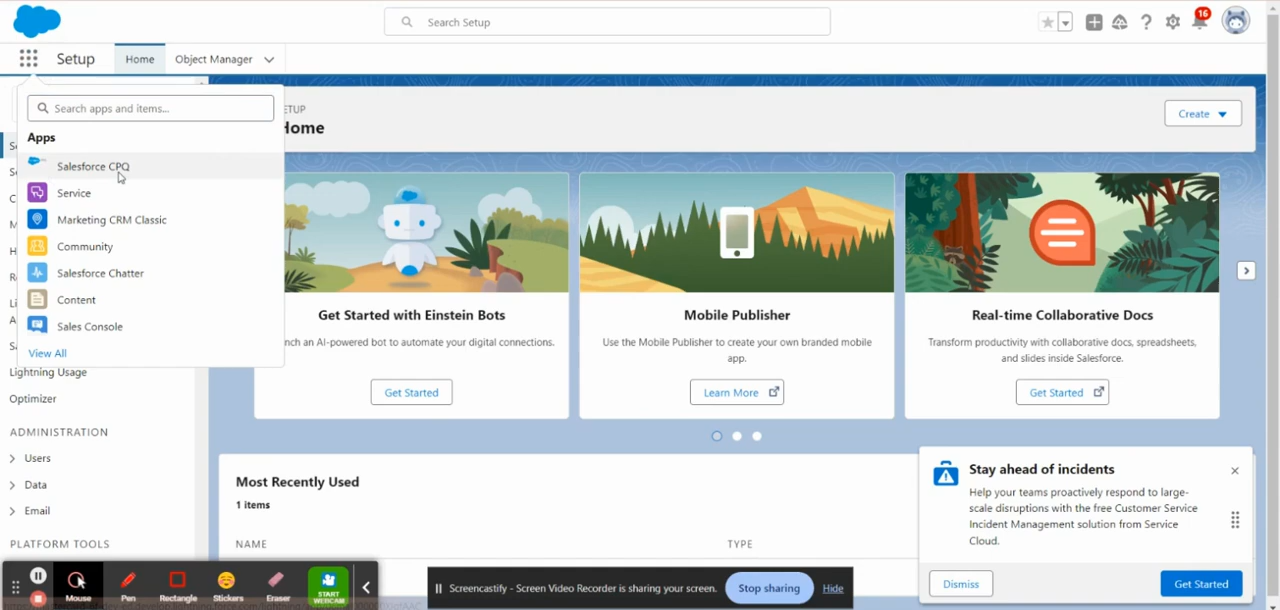 Search Setup
16
Setup
Home
Object Manager
Search apps and items...
Apps
Salesforce CPQ
Service
Marketing CRM Classic
Community
Salesforce Chatter
Content
Sales Console
View All
Lightning Usage
Optimizer
ADMINISTRATION
Users
Data
Email
PLATFORM TOOLS
ETUP
Home
Create
Get Started with Einstein Bots
nch an AI-powered bot to automate your digital connections.
Get Started
Mobile Publisher
Use the Mobile Publisher to create your own branded mobile
app.
Learn More
Real-time Collaborative Docs
Transform productivity with collaborative docs, spreadsheets,
and slides inside Salesforce.
Get Started
Most Recently Used
1 items
NAME
TYPE
Stay ahead of incidents
Help your teams proactively respond to large-
scale disruptions with the free Customer Service
Incident Management solution from Service
Cloud.
Dismiss
Get Started
Mouse
Pen
Rectangle
Stickers
Eraser
START
WEBCAM
Screencastify - Screen Video Recorder is sharing your screen.
Stop sharing
Hide